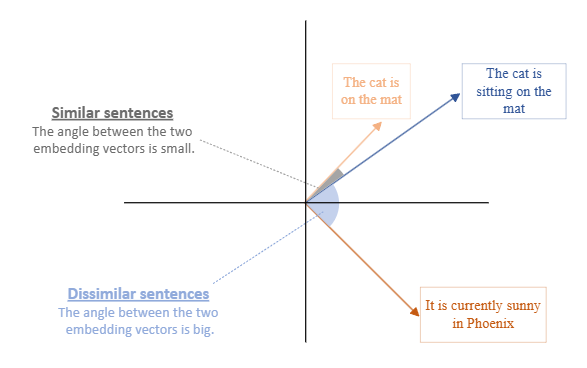 The cat is
on the mat
The cat is
sitting on the
mat
Similar sentences
The angle between the two
embedding vectors is small.
Dissimilar sentences
The angle between the two
embedding vectors is big.
It is currently sunny
in Phoenix